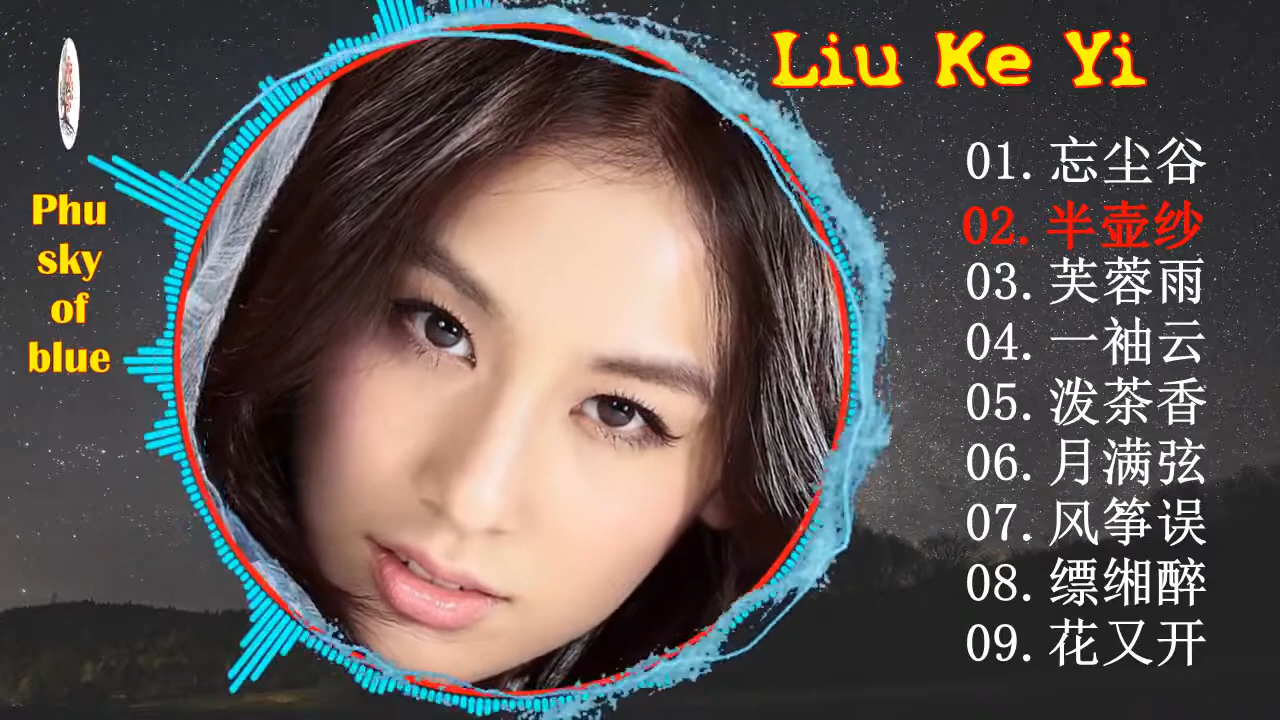 Liu Ke Yi
Phu
sky
of
blue
01. 忘尘谷
02. 半壶纱
03. 芙蓉雨
04. 一袖云
05. 泼茶香
06. 月满弦
07. 风筝误
08. 缥缃醉
09. 花又开